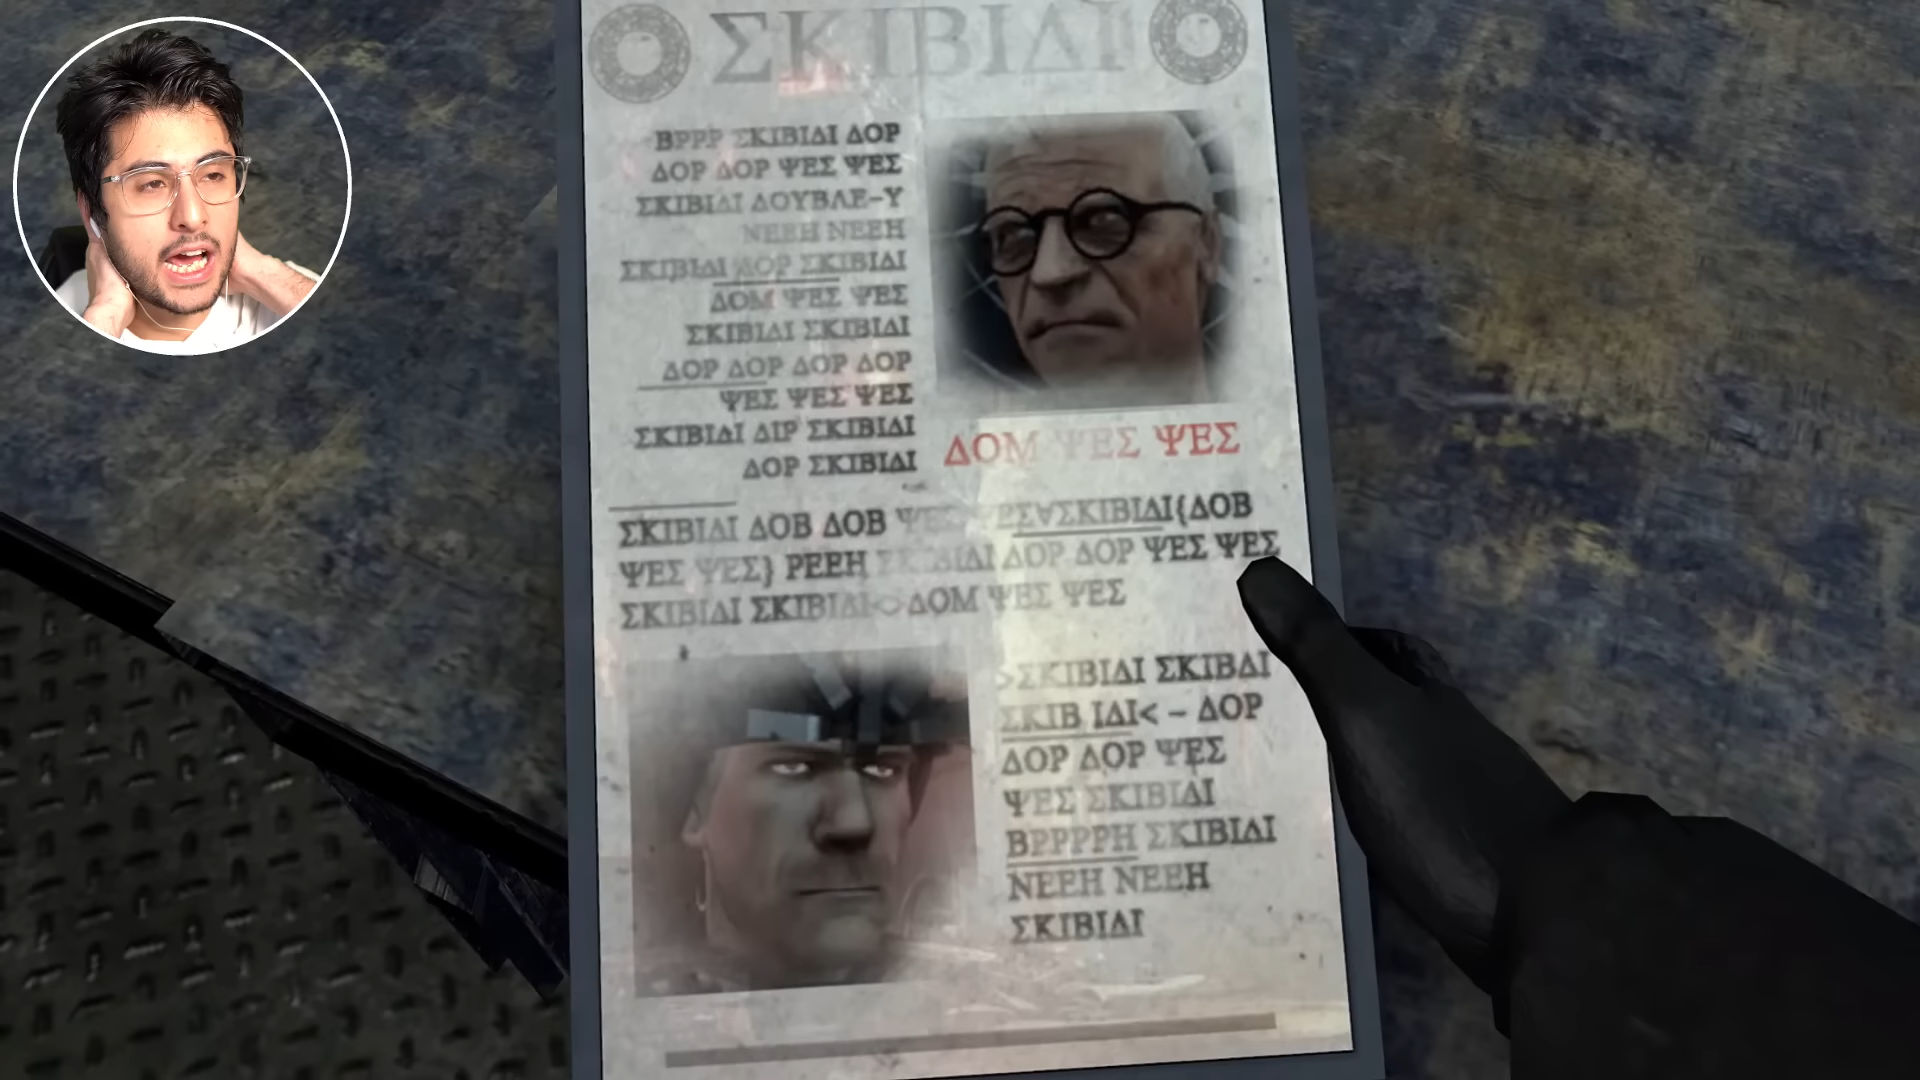 ΣΚΙΒΙΔΙ
ΒΡΡΡ ΣΚΙΒΙΔΙ ΔΟΡ
ΔΟΡ ΔΟΡ ΨΕΣ ΨΕΣ
ΣΚΙΒΙΔΙ ΔΟΥΒΛΕ-Υ
ΝΕΕΗ ΝΕΕΗ
ΣΚΙΒΙΔΙ ΔΟΡ ΣΚΙΒΙΔΙ
ΔΟΜ ΨΕΣ ΨΕΣ
ΣΚΙΒΙΔΙ ΣΚΙΒΙΔΙ
ΔΟΡ ΔΟΡ ΔΟΡ ΔΟΡ
ΨΕΣ ΨΕΣ ΨΕΣ
ΣΚΙΒΙΔΙ ΔΙΡ ΣΚΙΒΙΔΙ
ΔΟΡ ΣΚΙΒΙΔΙ
ΔΟΜ ΨΕΣ ΨΕΣ
ΣΚΙΒΙΔΙ ΔΟΒ ΔΟΒ ΨΕΣ ΡΣ∀ΣΚΙΒΙΔΙ{ΔΟΒ
ΨΕΣ ΨΕΣ} ΡΕΕΗ ΣΚΙΒΙΔΙ ΔΟΡ ΔΟΡ ΨΕΣ ΨΕΣ
ΣΚΙΒΙΔΙ ΣΚΙΒΙΔΙ<>ΔΟΜ ΨΕΣ ΨΕΣ
>ΣΚΙΒΙΔΙ ΣΚΙΒΔΙ
ΣΚΙΒ ΙΔΙ< - ΔΟΡ
ΔΟΡ ΔΟΡ ΨΕΣ
ΨΕΣ ΣΚΙΒΙΔΙ
ΒΡΡΡΡΗ ΣΚΙΒΙΔΙ
ΝΕΕΗ ΝΕΕΗ
ΣΚΙΒΙΔΙ